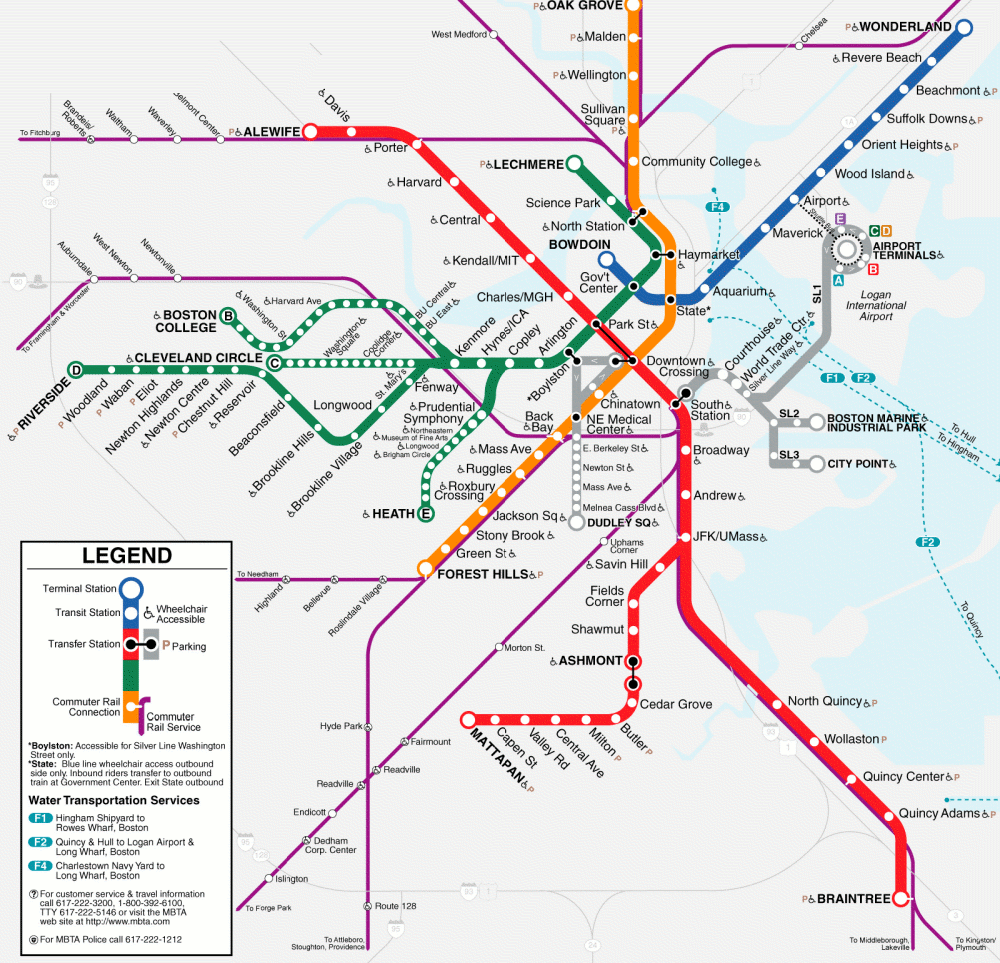 OAK GROVE
P Malden
P Wellington
Sullivan
Square
P
Community College
West Medford
Chelsea
P WONDERLAND
Revere Beach
Beachmont P
Suffolk Downs P
Orient Heights P
Wood Island
Airport
Maverick
Aquarium
Brandeis/
Roberts
Waltham
Waverley
Belmont Center
To Fitchburg
P ALEWIFE
Davis
Porter
Harvard
Central
Kendall/MIT
Charles/MGH
P LECHMERE
Science Park
North Station
BOWDOIN
Gov't
Center
Haymarket
State*
Park St
Downtown
Crossing
F4
E
C D
B
A
AIRPORT
TERMINALS
Logan
International
Airport
SL1
Auburndale
West Newton
Newtonville
To Framingham & Worcester
90
95
128
1
1A
BOSTON
COLLEGE
B
Washington St
Harvard Ave
BU Central
BU East
CLEVELAND CIRCLE
C
Washington
Square
Coolidge
Corner
St. Mary's
Kenmore
Hynes/ICA
Copley
Arlington
*Boylston
P RIVERSIDE
D
P Woodland
P Waban
P Eliot
Newton Highlands
Newton Centre
P Chestnut Hill
Reservoir
Beaconsfield
Brookline Hills
Brookline Village
Longwood
Fenway
Prudential
Symphony
Northeastern
Museum of Fine Arts
Longwood
Brigham Circle
HEATH
E
Back
Bay
Chinatown
NE Medical
Center
Mass Ave
Ruggles
Roxbury
Crossing
Jackson Sq
Stony Brook
Green St
FOREST HILLS P
E. Berkeley St
Newton St
Mass Ave
Melnea Cass Blvd
DUDLEY SQ
South
Station
Courthouse
World Trade Ctr.
Silver Line Way
90
SL2
BOSTON MARINE
INDUSTRIAL PARK
SL3
CITY POINT
F1
F2
To Hull
To Hingham
F2
To Quincy
Broadway
Andrew
JFK/UMass
Uphams
Corner
Savin Hill
Fields
Corner
Shawmut
ASHMONT
Cedar Grove
Butler P
Milton P
Central Ave
Valley Rd
Capen St
MATTAPAN P
Morton St.
North Quincy P
Wollaston P
Quincy Center P
Quincy Adams P
P BRAINTREE
To Middleborough,
Lakeville
To Kingston/
Plymouth
To Needham
Highland
Bellevue
Roslindale Village
Hyde Park
Fairmount
Readville
Readville
Endicott
Dedham
Corp. Center
Islington
To Forge Park
Route 128
To Attleboro,
Stoughton, Providence
93
1
95
128
93
1
95
24
3
LEGEND
Terminal Station
Transit Station
Wheelchair
Accessible
Transfer Station
P Parking
Commuter Rail
Connection
Commuter
Rail Service
*Boylston: Accessible for Silver Line Washington
Street only.
*State: Blue line wheelchair access outbound
side only. Inbound riders transfer to outbound
train at Government Center. Exit State outbound
Water Transportation Services
F1 Hingham Shipyard to
Rowes Wharf, Boston
F2 Quincy & Hull to Logan Airport &
Long Wharf, Boston
F4 Charlestown Navy Yard to
Long Wharf, Boston
? For customer service & travel information
call 617-222-3200, 1-800-392-6100,
TTY 617-222-5146 or visit the MBTA
web site at http://www.mbta.com
For MBTA Police call 617-222-1212